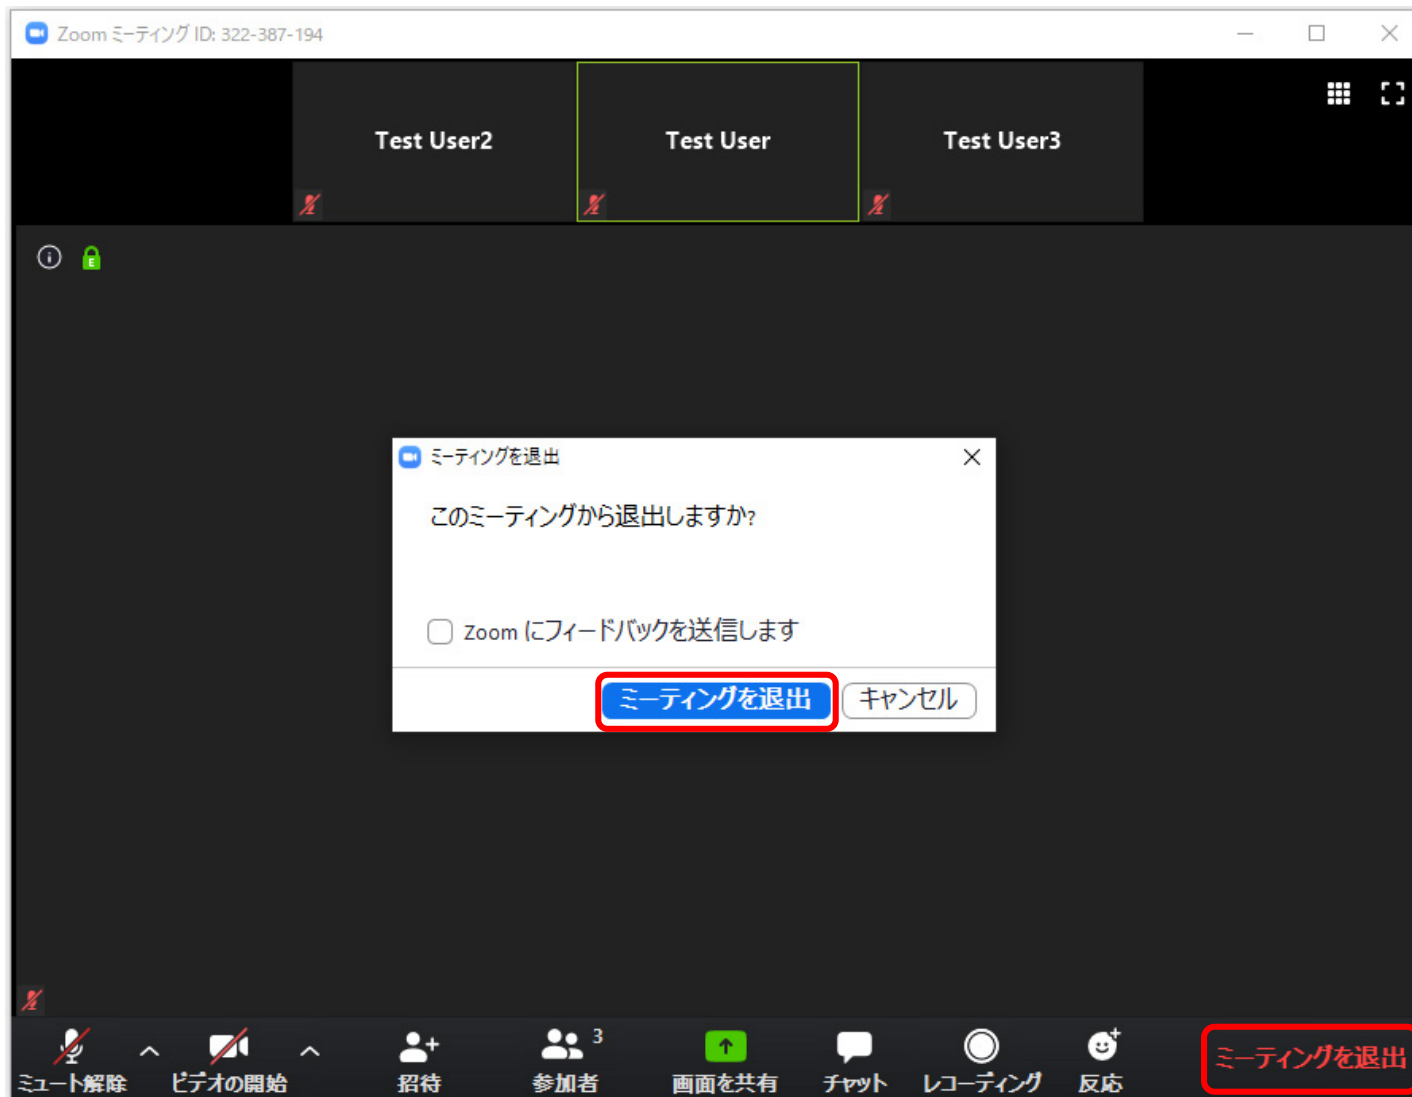 Zoom ミーティング ID: 322-387-194
Test User2
Test User
Test User3
E
ミーティングを退出
このミーティングから退出しますか?
Zoom にフィードバックを送信します
ミーティングを退出
キャンセル
3
ミュート解除
ビデオの開始
招待
参加者
画面を共有
チャット
レコーディング
反応
ミーティングを退出